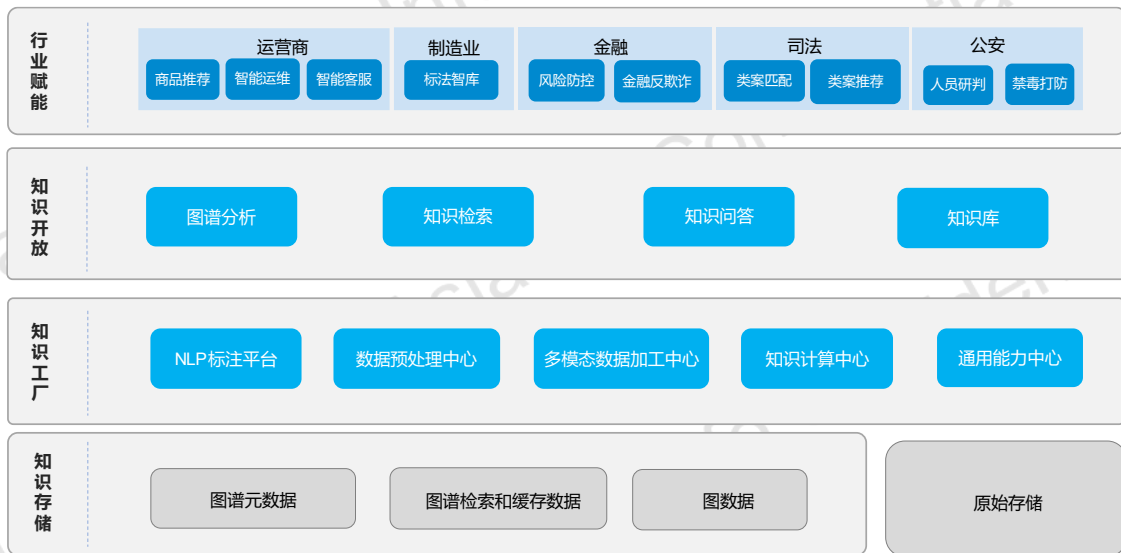 行业赋能
运营商
商品推荐
智能运维
智能客服
制造业
标法智库
金融
风险防控
金融反欺诈
司法
类案匹配
类案推荐
公安
人员研判
禁毒打防
知识开放
图谱分析
知识检索
知识问答
知识库
知识工厂
NLP标注平台
数据预处理中心
多模态数据加工中心
知识计算中心
通用能力中心
知识存储
图谱元数据
图谱检索和缓存数据
图数据
原始存储